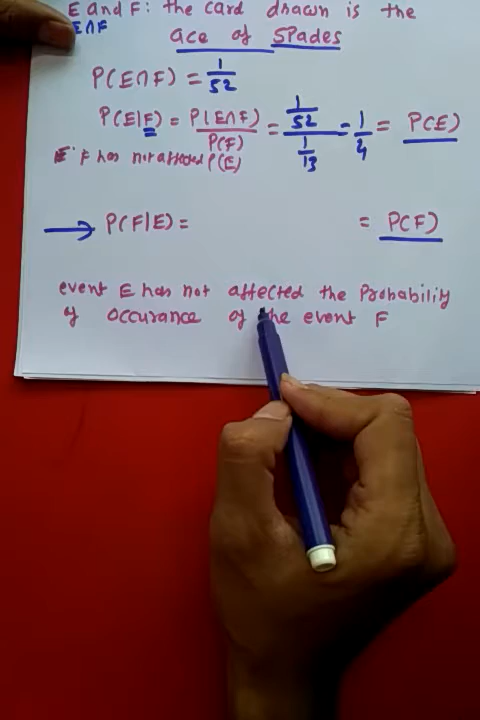 E and F: the card drawn is the
E∩F ace of Spades
P(E∩F) = 1/52
P(E|F) = P(E∩F)/P(F) = (1/52)/(1/13) = 1/4 = P(E)
F has not affected P(E)
→ P(F|E) = = P(F)
event E has not affected the Probability
of occurance of the event F